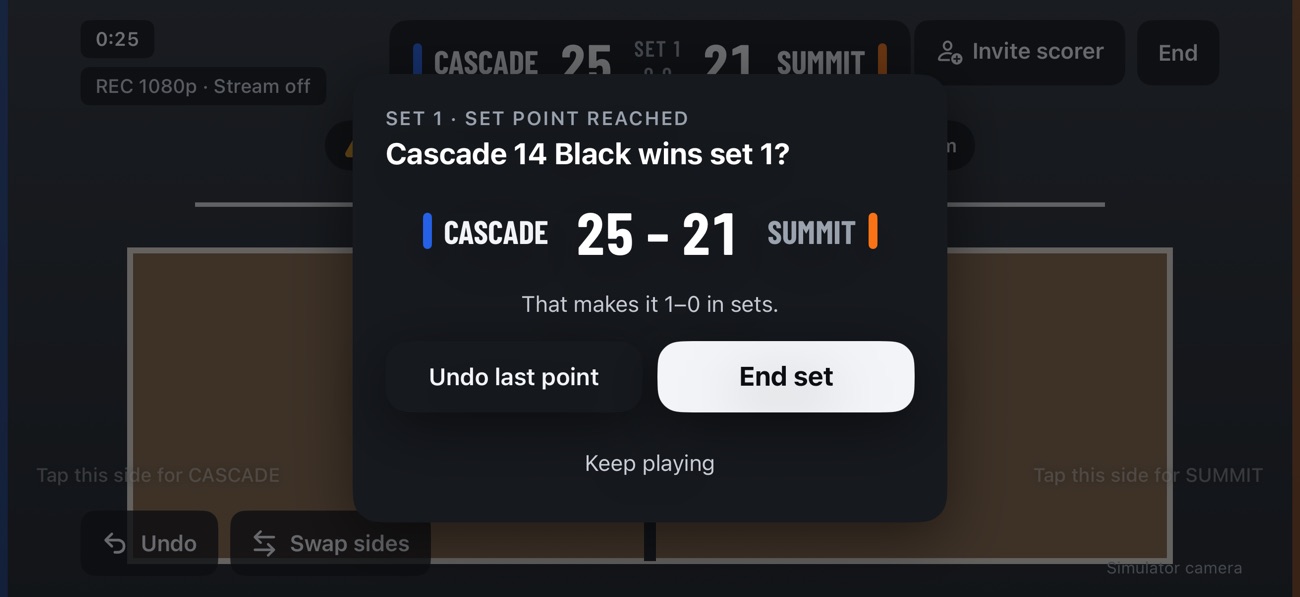 0:25
REC 1080p · Stream off
CASCADE 25 SET 1 21 SUMMIT
Invite scorer
End
SET 1 · SET POINT REACHED
Cascade 14 Black wins set 1?
CASCADE 25 – 21 SUMMIT
That makes it 1–0 in sets.
Undo last point
End set
Keep playing
Tap this side for CASCADE
Tap this side for SUMMIT
Undo
Swap sides
Simulator camera